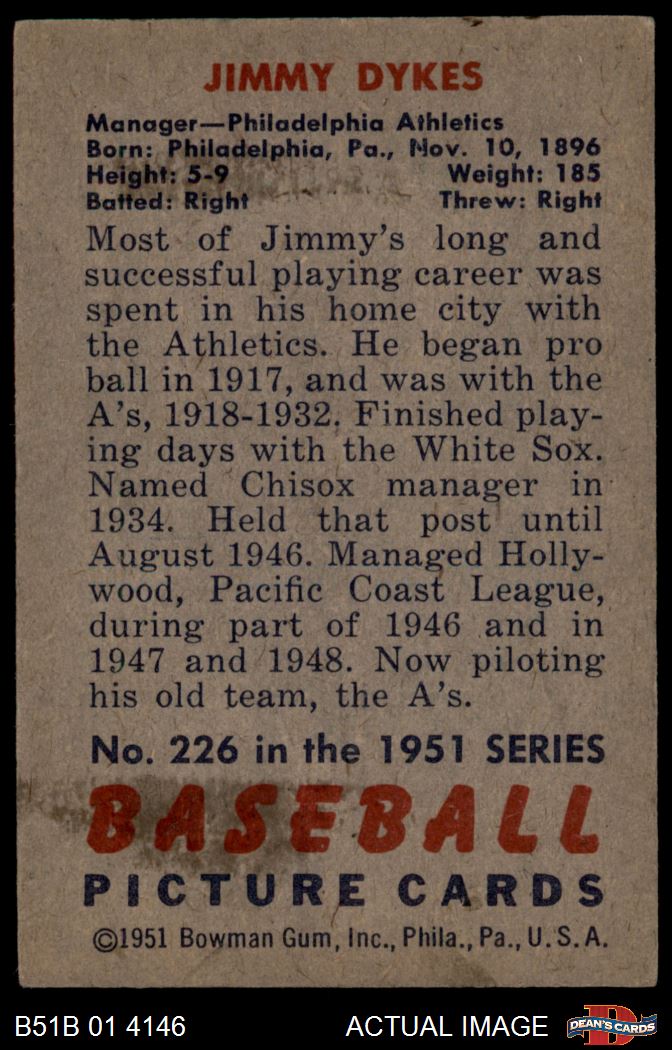 JIMMY DYKES
Manager—Philadelphia Athletics
Born: Philadelphia, Pa., Nov. 10, 1896
Height: 5-9 Weight: 185
Batted: Right Threw: Right
Most of Jimmy's long and
successful playing career was
spent in his home city with
the Athletics. He began pro
ball in 1917, and was with the
A's, 1918-1932. Finished play-
ing days with the White Sox.
Named Chisox manager in
1934. Held that post until
August 1946. Managed Holly-
wood, Pacific Coast League,
during part of 1946 and in
1947 and 1948. Now piloting
his old team, the A's.
No. 226 in the 1951 SERIES
BASEBALL
PICTURE CARDS
©1951 Bowman Gum, Inc., Phila., Pa., U.S.A.
B51B 01 4146 ACTUAL IMAGE D DEAN'S CARDS